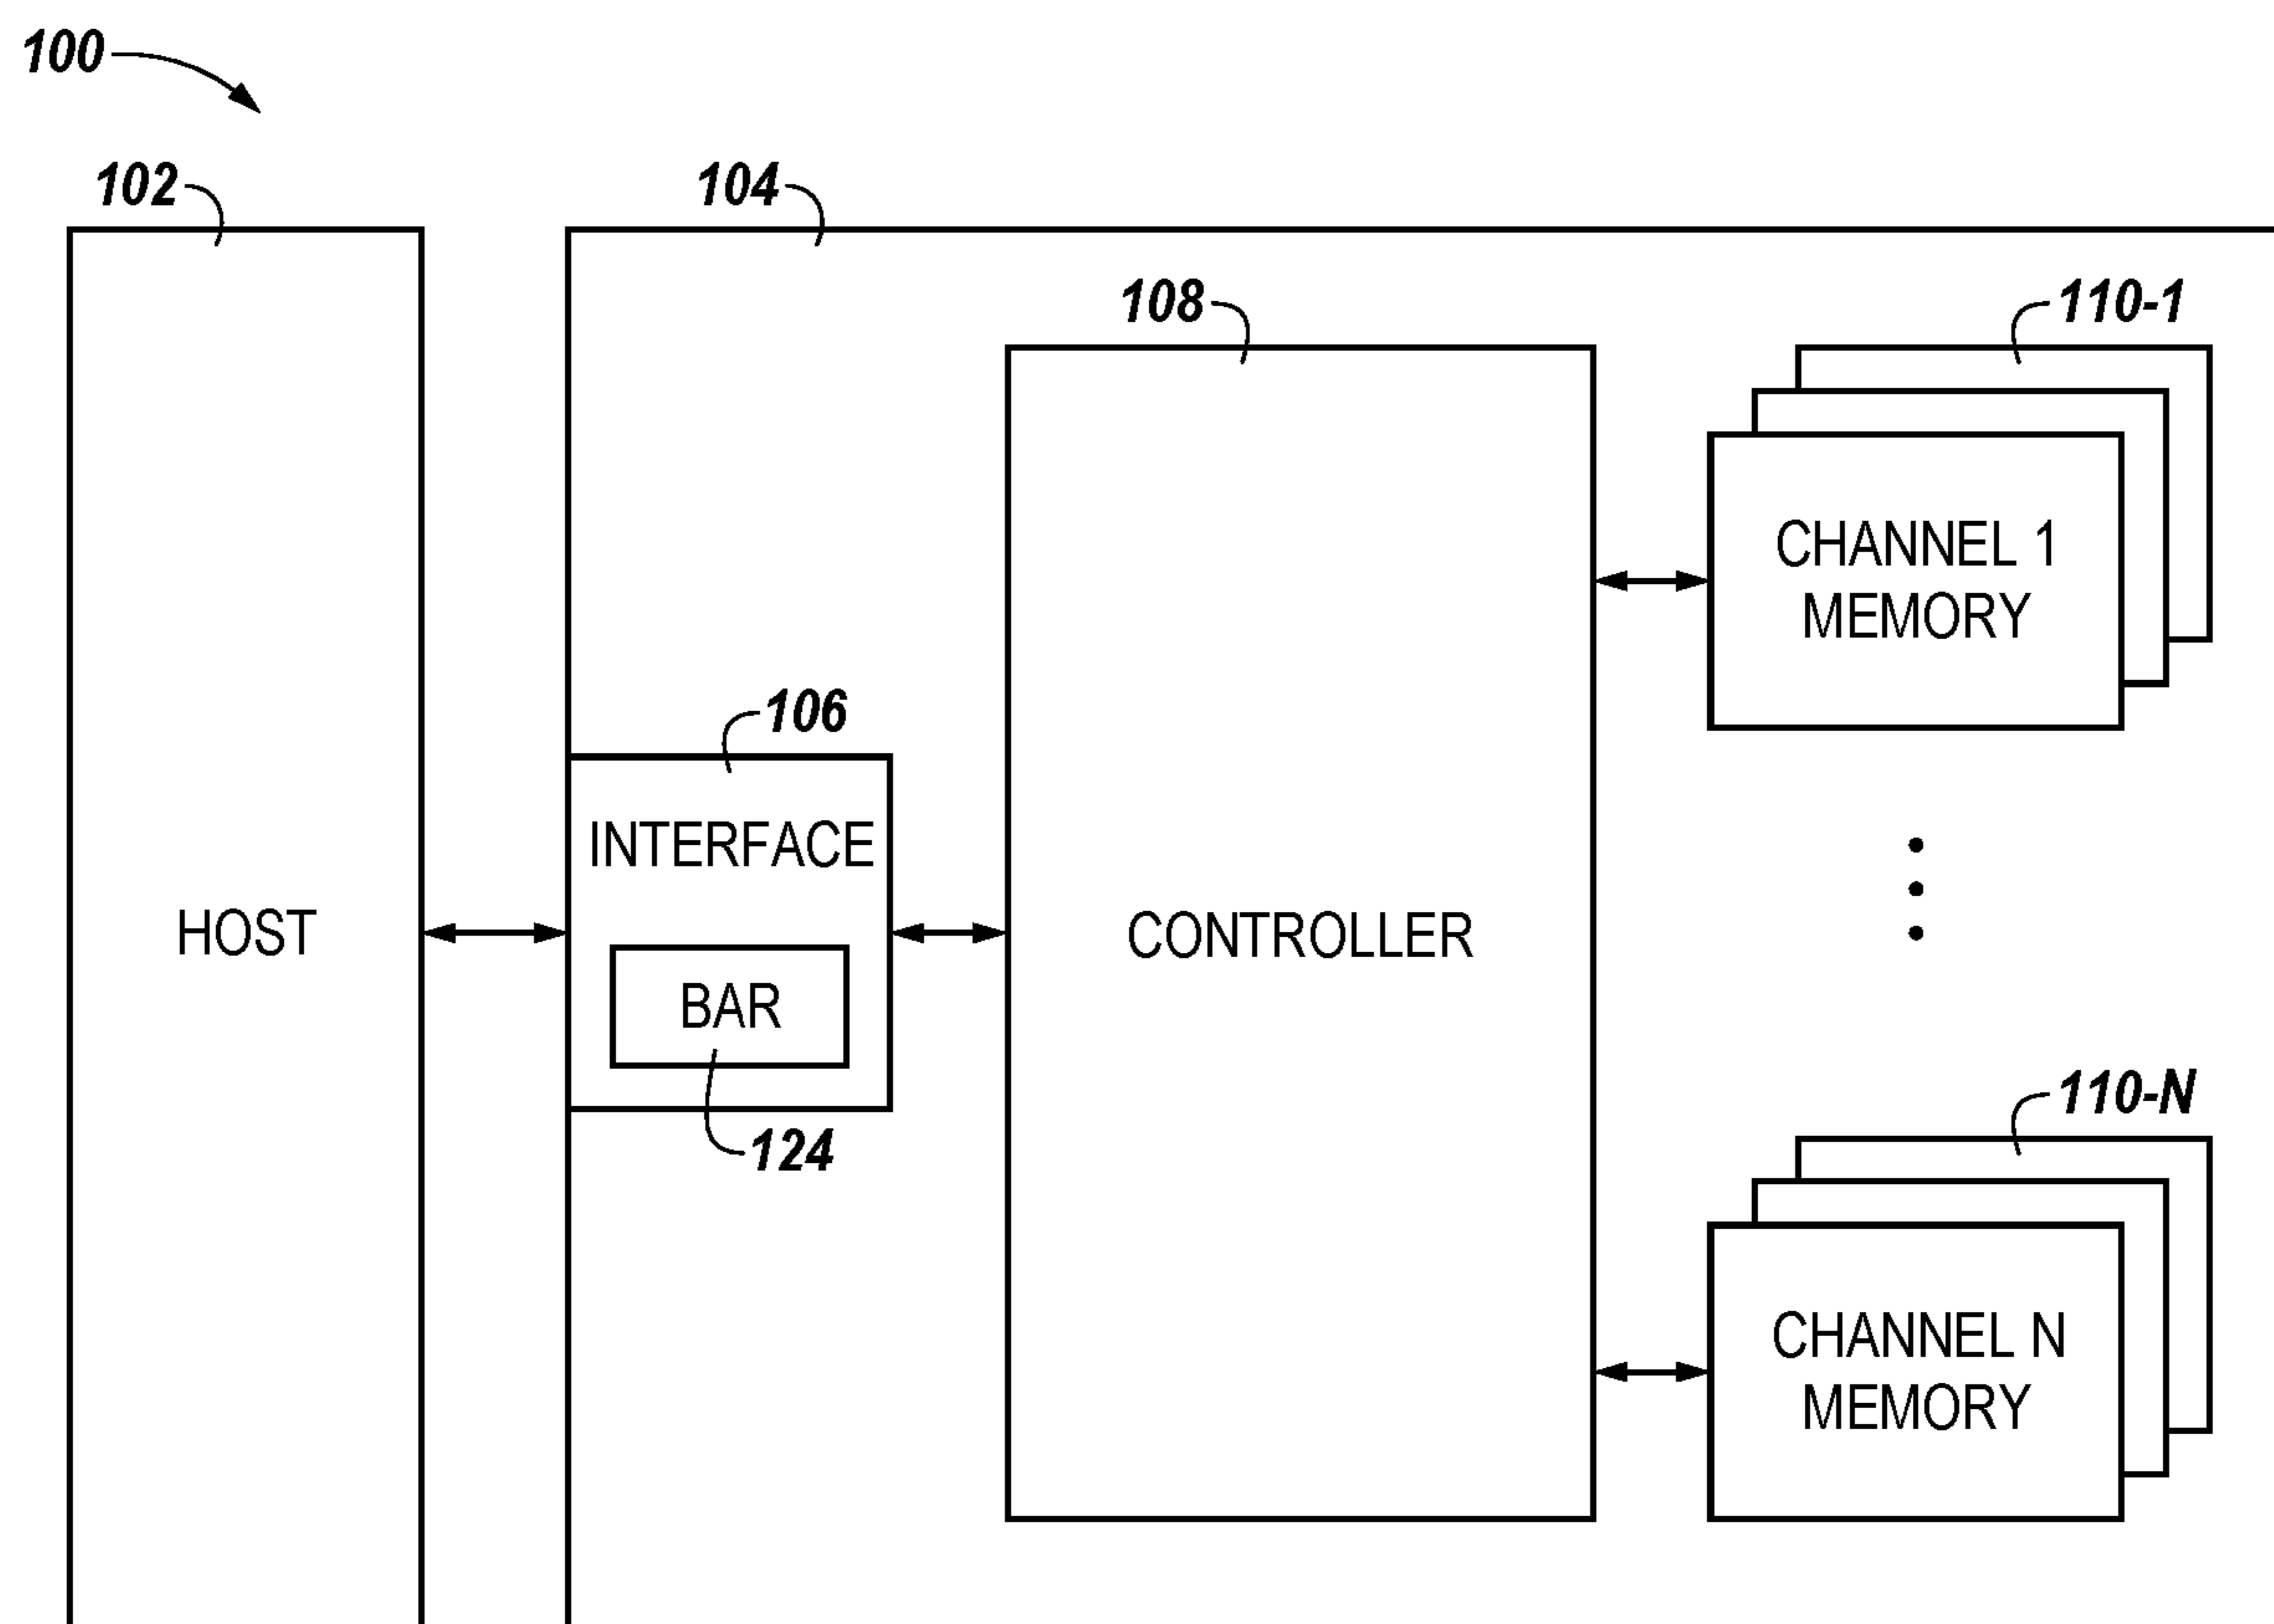 100
102
104
108
110-1
CHANNEL 1
MEMORY
106
INTERFACE
HOST
CONTROLLER
BAR
124
110-N
CHANNEL N
MEMORY